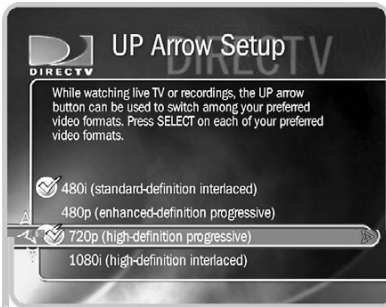 UP Arrow Setup
DIRECTV
DIRECTV
While watching live TV or recordings, the UP arrow
button can be used to switch among your preferred
video formats. Press SELECT on each of your preferred
video formats.
480i (standard-definition interlaced)
480p (enhanced-definition progressive)
720p (high-definition progressive)
1080i (high-definition interlaced)